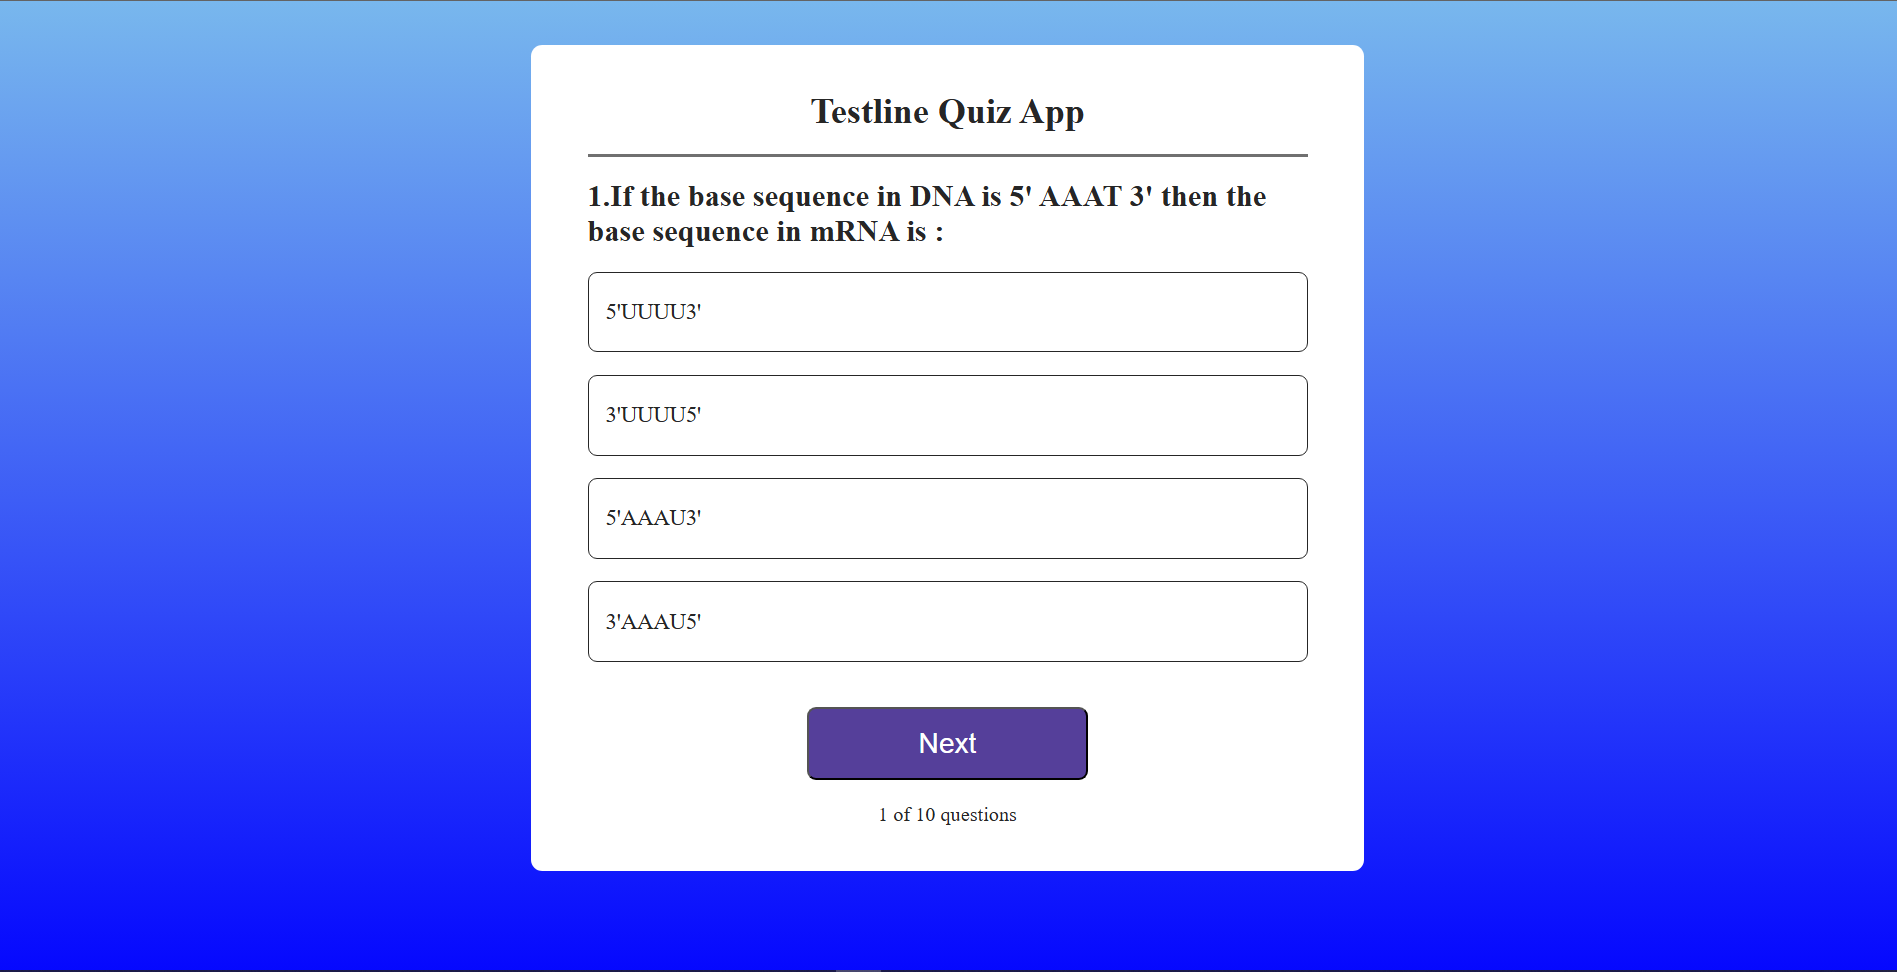 Testline Quiz App
1.If the base sequence in DNA is 5' AAAT 3' then the
base sequence in mRNA is :
5'UUUU3'
3'UUUU5'
5'AAAU3'
3'AAAU5'
Next
1 of 10 questions